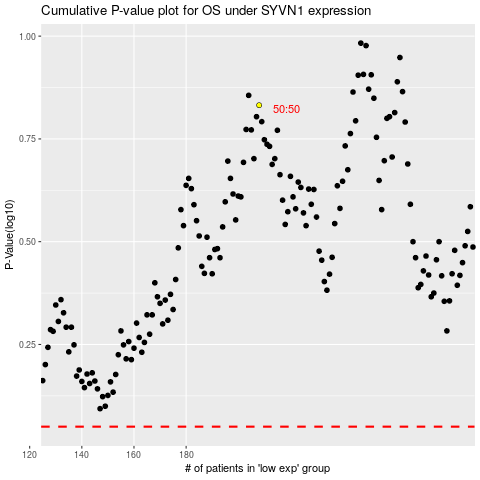 Cumulative P-value plot for OS under SYVN1 expression
P-Value(log10)
1.00
0.75
0.50
0.25
50:50
120 140 160 180
# of patients in 'low exp' group